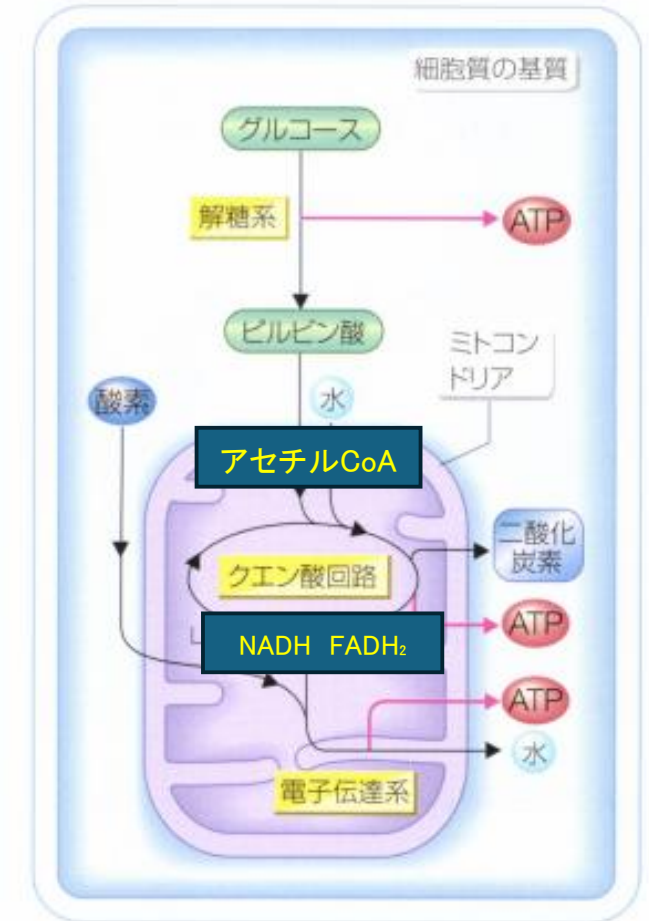 細胞質の基質
グルコース
解糖系
ATP
ピルビン酸
ミトコン
ドリア
酸素
水
アセチルCoA
二酸化
炭素
クエン酸回路
ATP
NADH FADH₂
ATP
水
電子伝達系